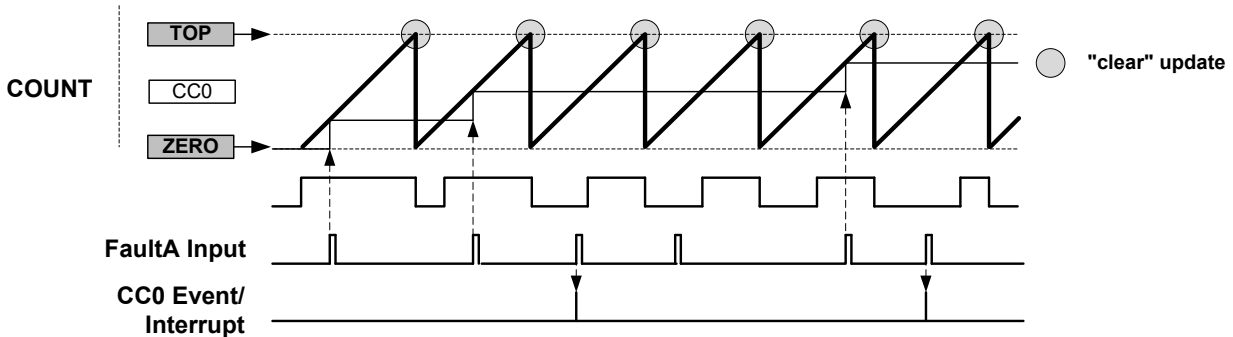 TOP
"clear" update
COUNT
CC0
ZERO
FaultA Input
CC0 Event/
Interrupt